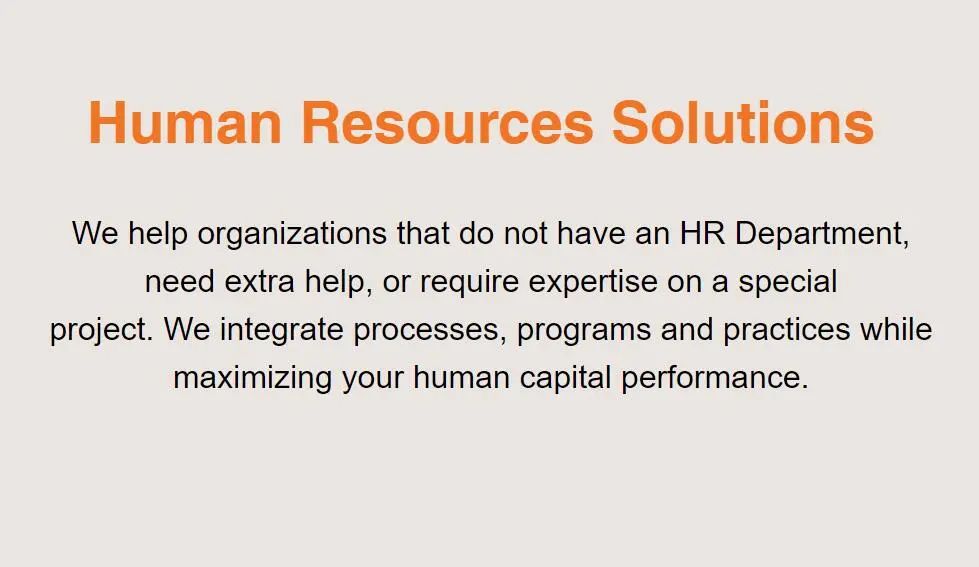 Human Resources Solutions
We help organizations that do not have an HR Department,
need extra help, or require expertise on a special
project. We integrate processes, programs and practices while
maximizing your human capital performance.